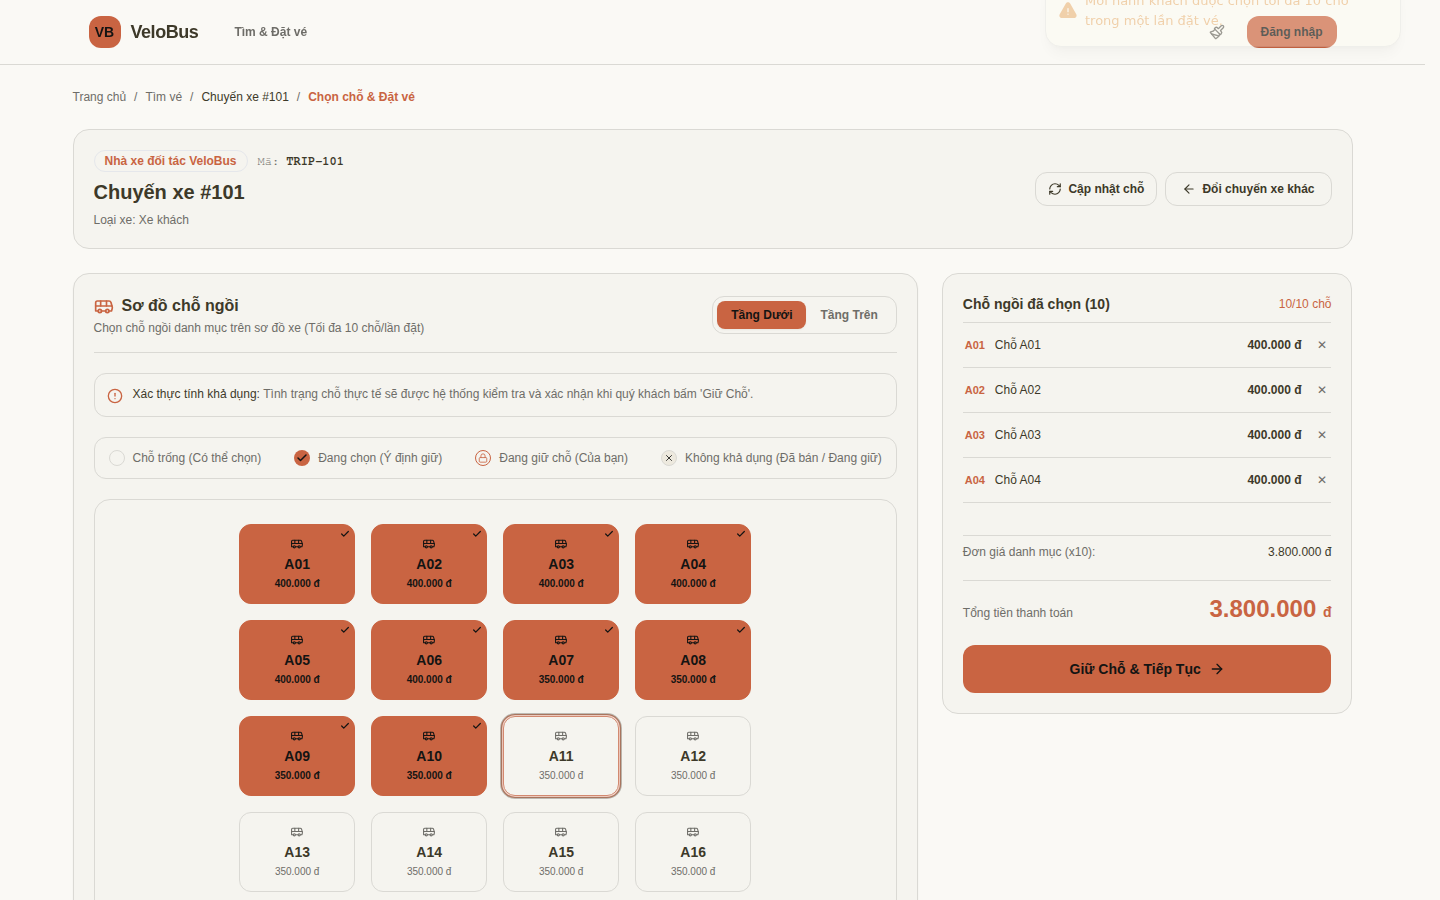 Mỗi hành khách được chọn tối đa 10 chỗ
trong một lần đặt vé.
VB VeloBus Tìm & Đặt vé Đăng nhập
Trang chủ / Tìm vé / Chuyến xe #101 / Chọn chỗ & Đặt vé
Nhà xe đối tác VeloBus Mã: TRIP-101
Chuyến xe #101
Loại xe: Xe khách
Cập nhật chỗ Đổi chuyến xe khác
Sơ đồ chỗ ngồi
Chọn chỗ ngồi danh mục trên sơ đồ xe (Tối đa 10 chỗ/lần đặt)
Tầng Dưới Tầng Trên
Xác thực tính khả dụng: Tình trạng chỗ thực tế sẽ được hệ thống kiểm tra và xác nhận khi quý khách bấm 'Giữ Chỗ'.
Chỗ trống (Có thể chọn) Đang chọn (Ý định giữ) Đang giữ chỗ (Của bạn) Không khả dụng (Đã bán / Đang giữ)
A01 A02 A03 A04
400.000 đ 400.000 đ 400.000 đ 400.000 đ
A05 A06 A07 A08
400.000 đ 400.000 đ 350.000 đ 350.000 đ
A09 A10 A11 A12
350.000 đ 350.000 đ 350.000 đ 350.000 đ
A13 A14 A15 A16
350.000 đ 350.000 đ 350.000 đ 350.000 đ
Chỗ ngồi đã chọn (10) 10/10 chỗ
A01 Chỗ A01 400.000 đ ✕
A02 Chỗ A02 400.000 đ ✕
A03 Chỗ A03 400.000 đ ✕
A04 Chỗ A04 400.000 đ ✕
Đơn giá danh mục (x10): 3.800.000 đ
Tổng tiền thanh toán 3.800.000 đ
Giữ Chỗ & Tiếp Tục